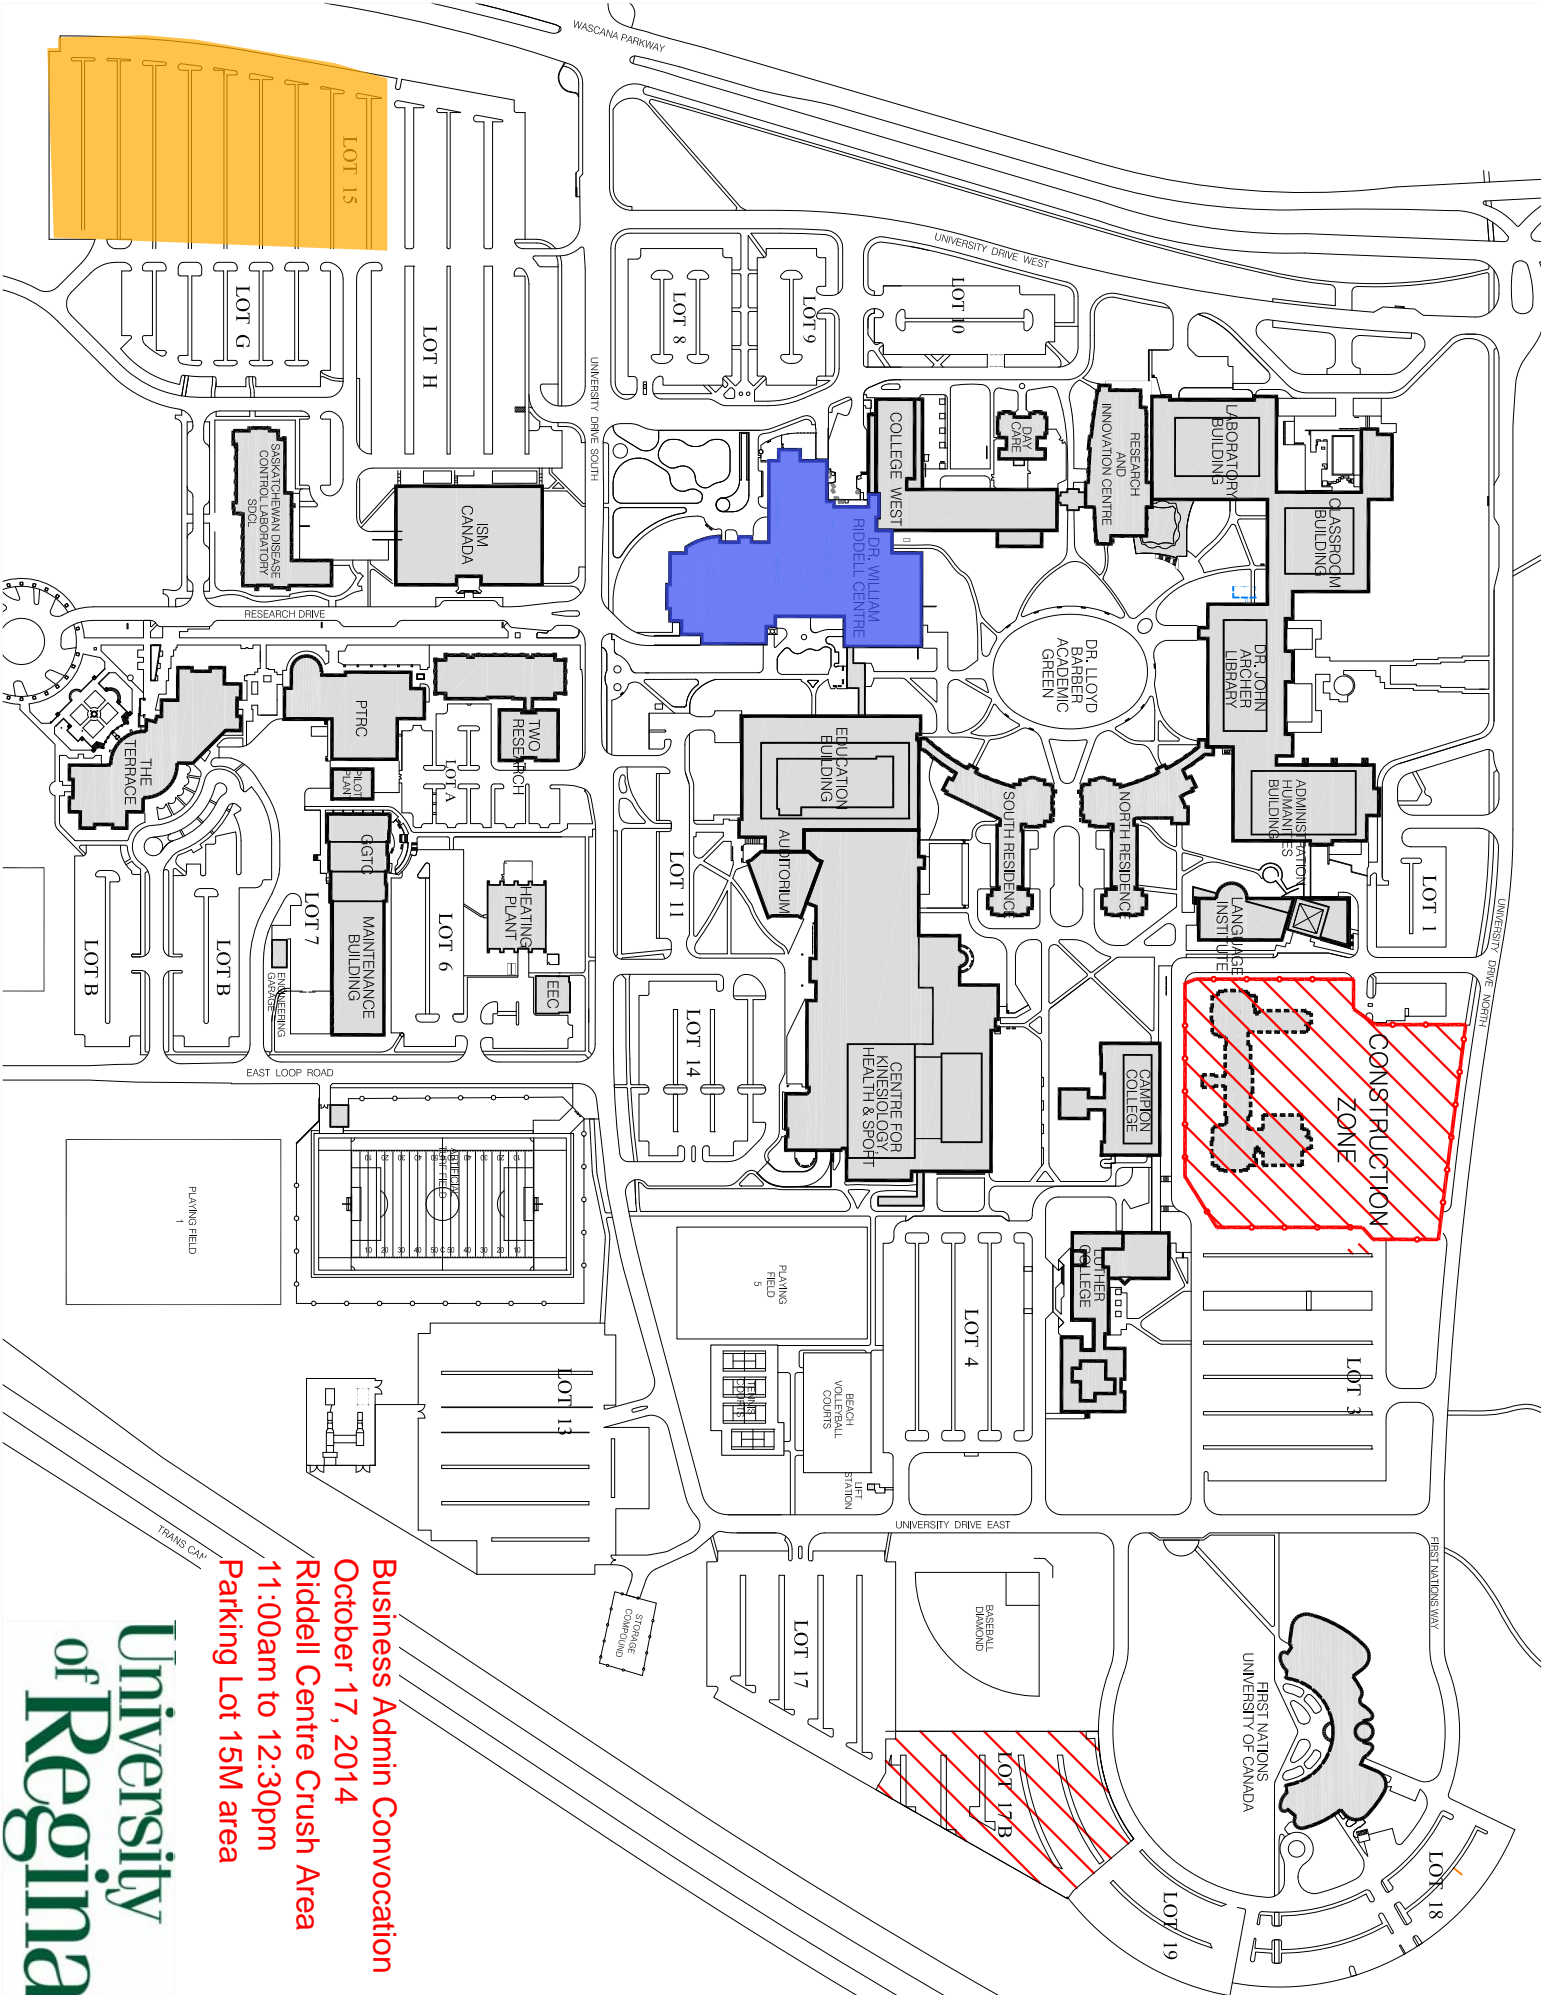 WASCANA PARKWAY
LOT 15
UNIVERSITY DRIVE WEST
LOT G
LOT H
LOT 8
LOT 9
LOT 10
UNIVERSITY DRIVE SOUTH
SASKATCHEWAN DISEASE
CONTROL LABORATORY
SDCL
ISM
CANADA
DR. WILLIAM
RIDDELL CENTRE
COLLEGE WEST
DAY
CARE
RESEARCH
AND
INNOVATION CENTRE
LABORATORY
BUILDING
CLASSROOM
BUILDING
RESEARCH DRIVE
DR. LLOYD
BARBER
ACADEMIC
GREEN
DR. JOHN
ARCHER
LIBRARY
THE
TERRACE
PTRC
PILOT
PLANT
TWO
RESEARCH
LOT A
EDUCATION
BUILDING
AUDITORIUM
SOUTH RESIDENCE
NORTH RESIDENCE
ADMINISTRATION
HUMANITIES
BUILDING
LOT 1
UNIVERSITY DRIVE NORTH
LANGUAGE
INSTITUTE
GGTC
MAINTENANCE
BUILDING
LOT 7
LOT 6
HEATING
PLANT
EEC
LOT 11
LOT B
LOT B
ENGINEERING
GARAGE
EAST LOOP ROAD
LOT 14
CENTRE FOR
KINESIOLOGY,
HEALTH & SPORT
CAMPION
COLLEGE
CONSTRUCTION
ZONE
PLAYING FIELD
1
ARTIFICIAL
TURF FIELD
PLAYING
FIELD
5
LOT 4
LUTHER
COLLEGE
LOT 3
LOT 13
TENNIS
COURTS
BEACH
VOLLEYBALL
COURTS
LIFT
STATION
UNIVERSITY DRIVE EAST
FIRST NATIONS WAY
TRANS CAN
STORAGE
COMPOUND
LOT 17
BASEBALL
DIAMOND
LOT 17B
FIRST NATIONS
UNIVERSITY OF CANADA
LOT 18
LOT 19
Business Admin Convocation
October 17, 2014
Riddell Centre Crush Area
11:00am to 12:30pm
Parking Lot 15M area
University
of Regina